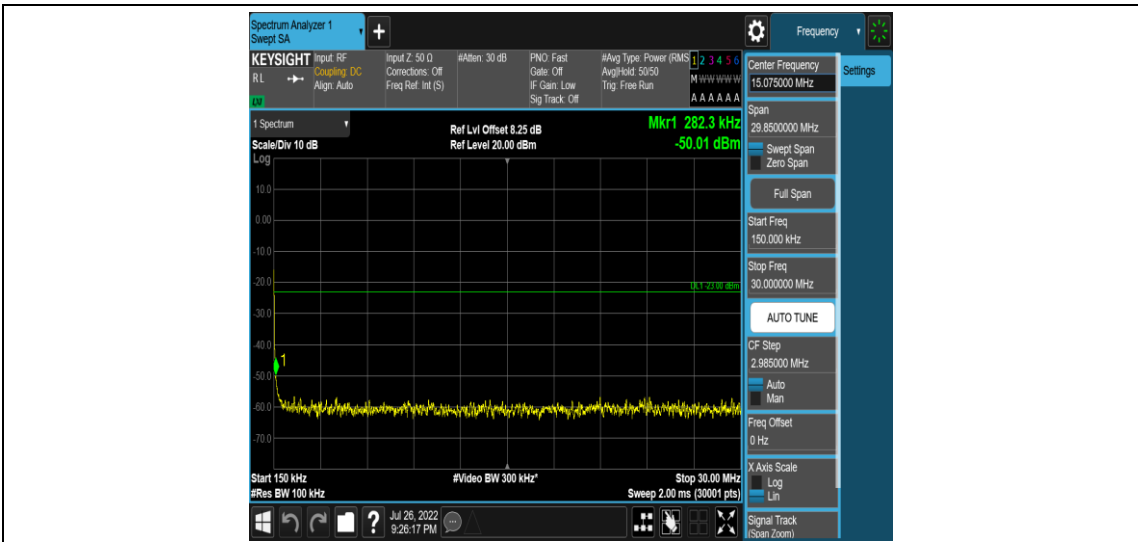 Spectrum Analyzer 1
Swept SA
+
Frequency
KEYSIGHT
RL
Input: RF
Coupling: DC
Align: Auto
Input Z: 50 Ω
Corrections: Off
Freq Ref: Int (S)
#Atten: 30 dB
PNO: Fast
Gate: Off
IF Gain: Low
Sig Track: Off
#Avg Type: Power (RMS
Avg|Hold: 50/50
Trig: Free Run
1 2 3 4 5 6
M W W W W W
A A A A A A
1 Spectrum
Scale/Div 10 dB
Ref Lvl Offset 8.25 dB
Ref Level 20.00 dBm
Mkr1 282.3 kHz
-50.01 dBm
Log
10.0
0.00
-10.0
-20.0
DL1 -23.00 dBm
-30.0
-40.0
1
-50.0
-60.0
-70.0
Start 150 kHz
#Res BW 100 kHz
#Video BW 300 kHz*
Stop 30.00 MHz
Sweep 2.00 ms (30001 pts)
?
Jul 26, 2022
9:26:17 PM
Center Frequency
15.075000 MHz
Settings
Span
29.8500000 MHz
Swept Span
Zero Span
Full Span
Start Freq
150.000 kHz
Stop Freq
30.000000 MHz
AUTO TUNE
CF Step
2.985000 MHz
Auto
Man
Freq Offset
0 Hz
X Axis Scale
Log
Lin
Signal Track
(Span Zoom)